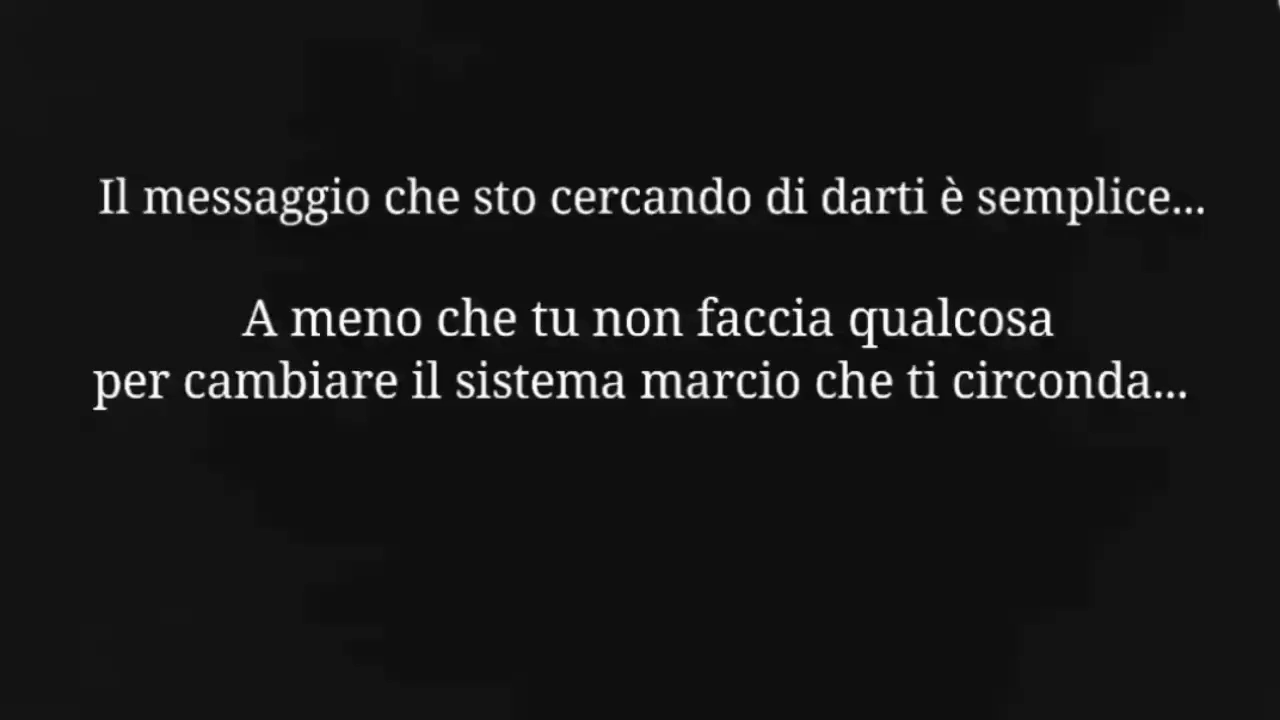 Il messaggio che sto cercando di darti è semplice...
A meno che tu non faccia qualcosa
per cambiare il sistema marcio che ti circonda...